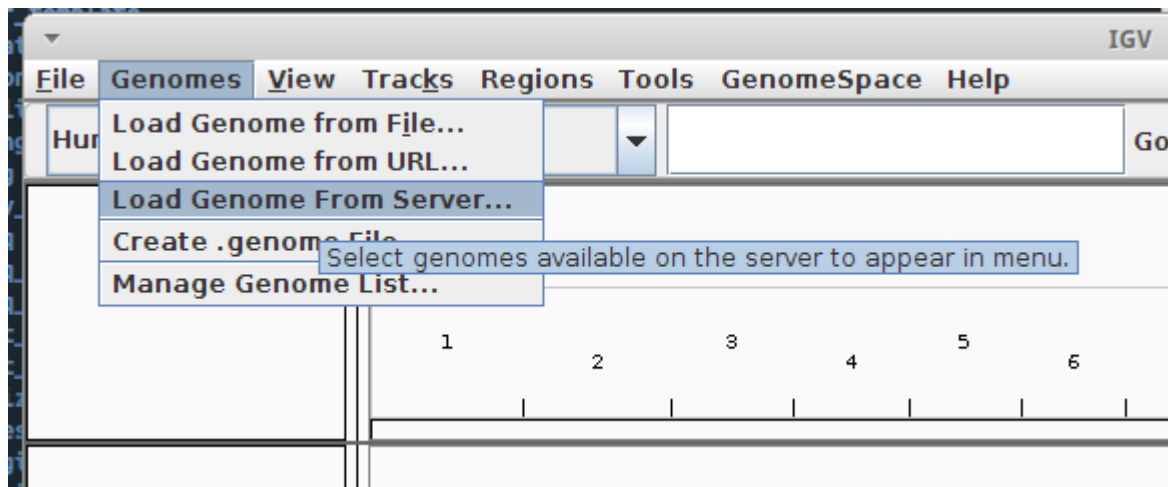 IGV
File Genomes View Tracks Regions Tools GenomeSpace Help
Load Genome from File...
Load Genome from URL...
Go
Load Genome From Server...
Create .genome File
Select genomes available on the server to appear in menu.
Manage Genome List...
1 2 3 4 5 6